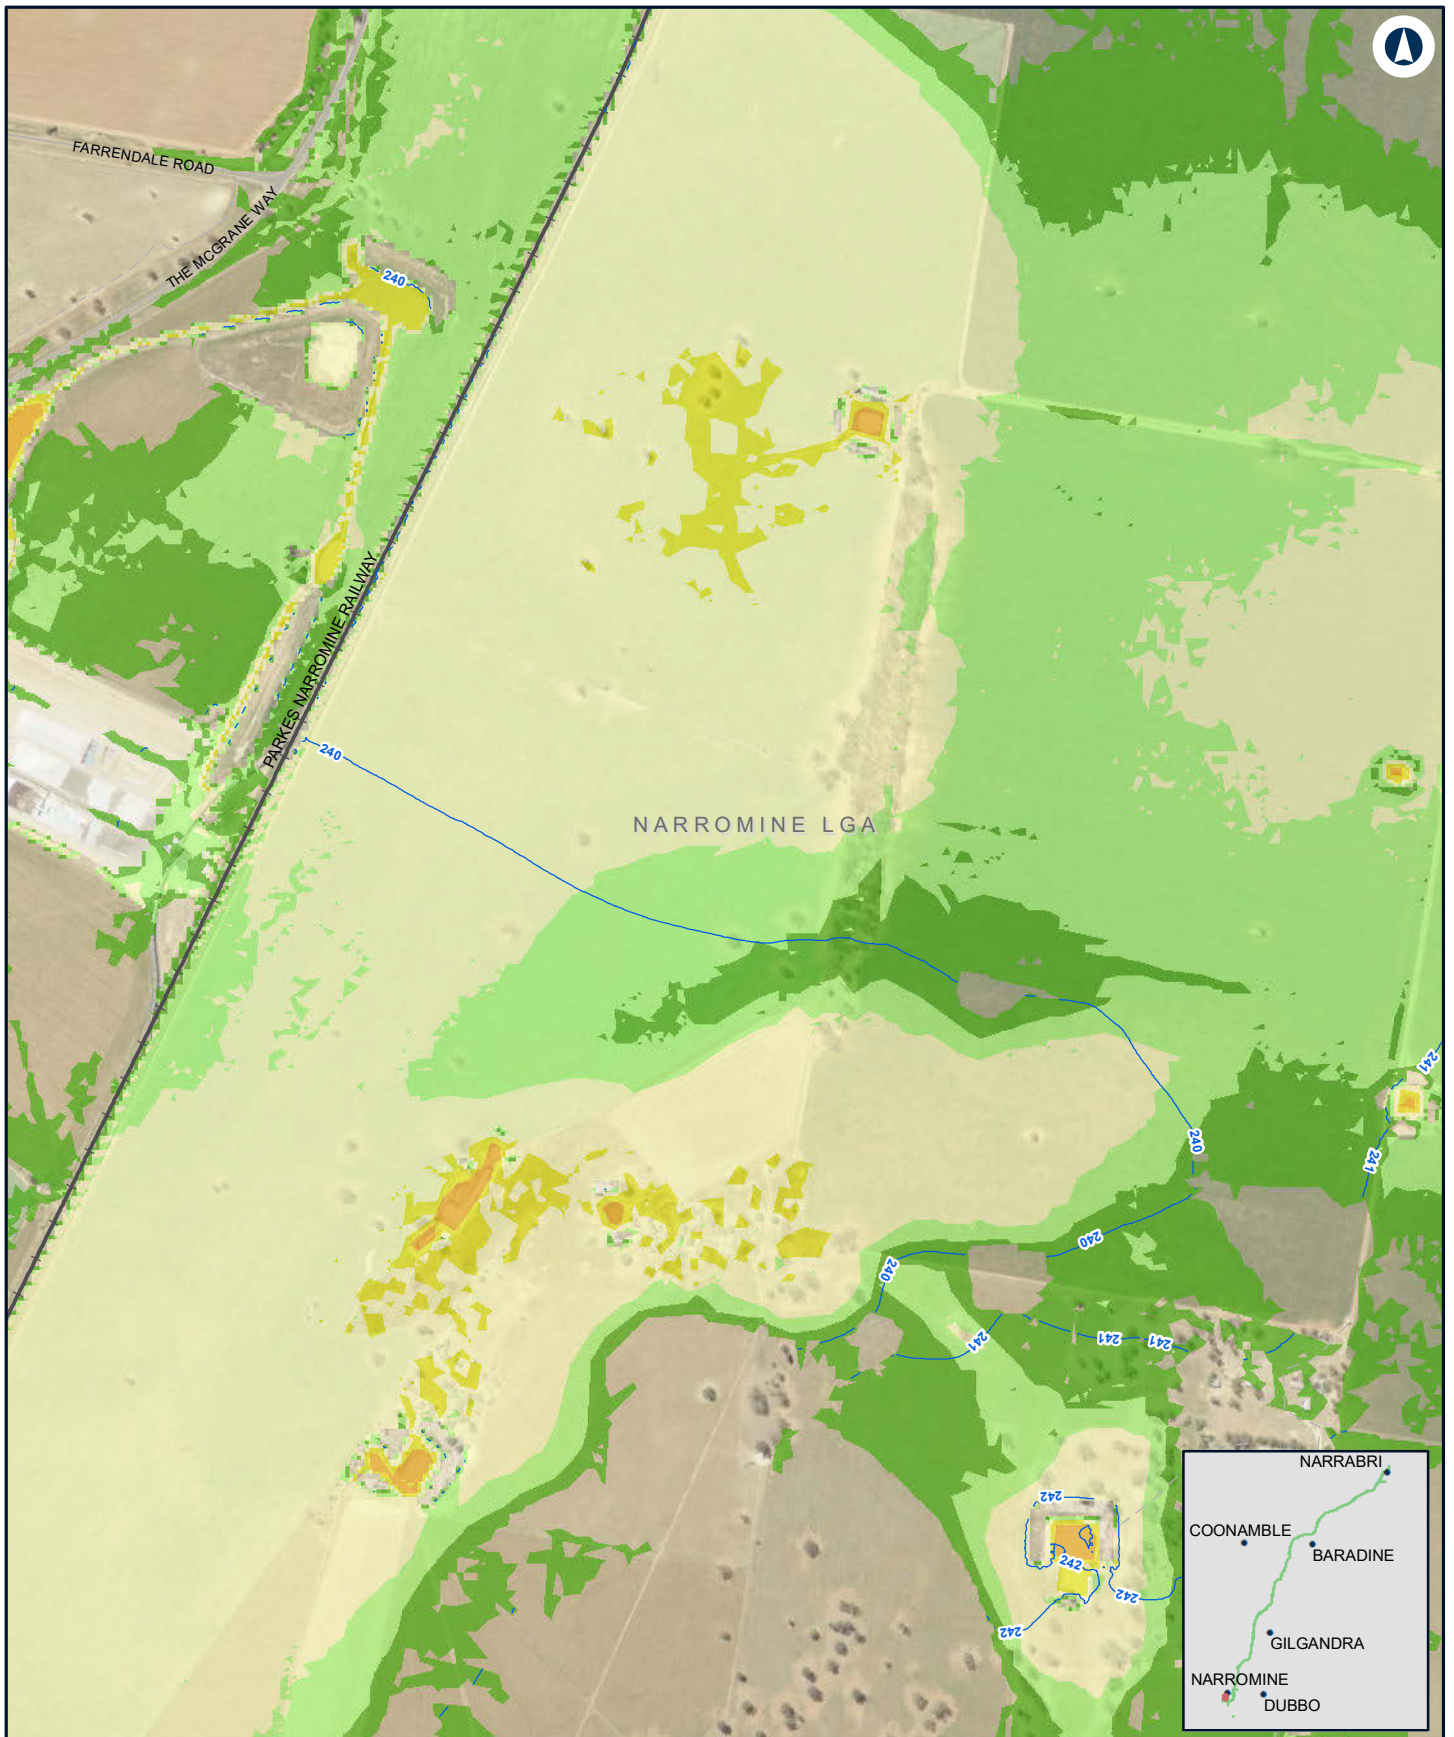 FARRENDALE ROAD
THE MCGRANE WAY
240
PARKES NARROMINE RAILWAY
240
NARROMINE LGA
241
240
241
240
240
241
241
241
242
242
242
242
NARRABRI
COONAMBLE
BARADINE
GILGANDRA
NARROMINE
DUBBO